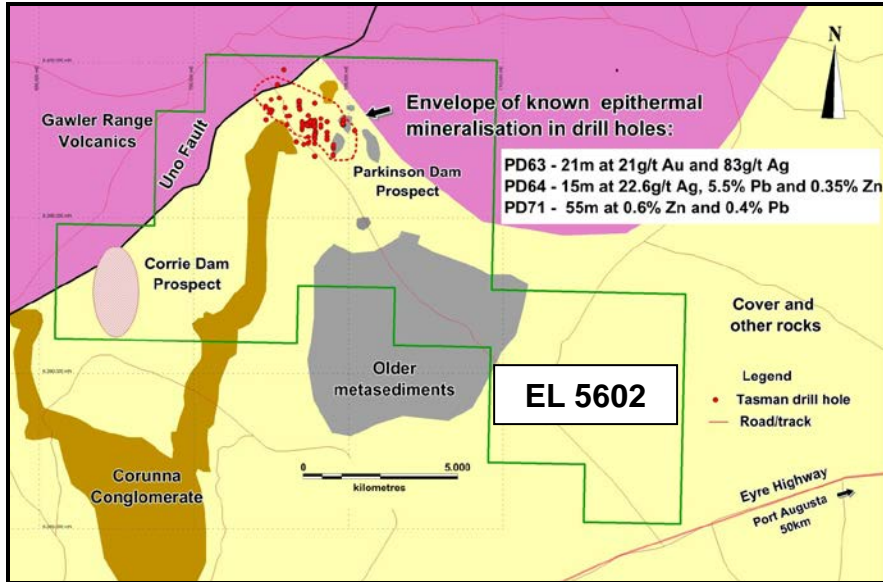 N
Envelope of known epithermal
mineralisation in drill holes:
Gawler Range
Volcanics
Uno Fault
PD63 - 21m at 21g/t Au and 83g/t Ag
PD64 - 15m at 22.6g/t Ag, 5.5% Pb and 0.35% Zn
PD71 - 55m at 0.6% Zn and 0.4% Pb
Parkinson Dam
Prospect
Corrie Dam
Prospect
Cover and
other rocks
Older
metasediments
EL 5602
Legend
Tasman drill hole
Road/track
Corunna
Conglomerate
0
5.000
kilometres
Eyre Highway
Port Augusta
50km